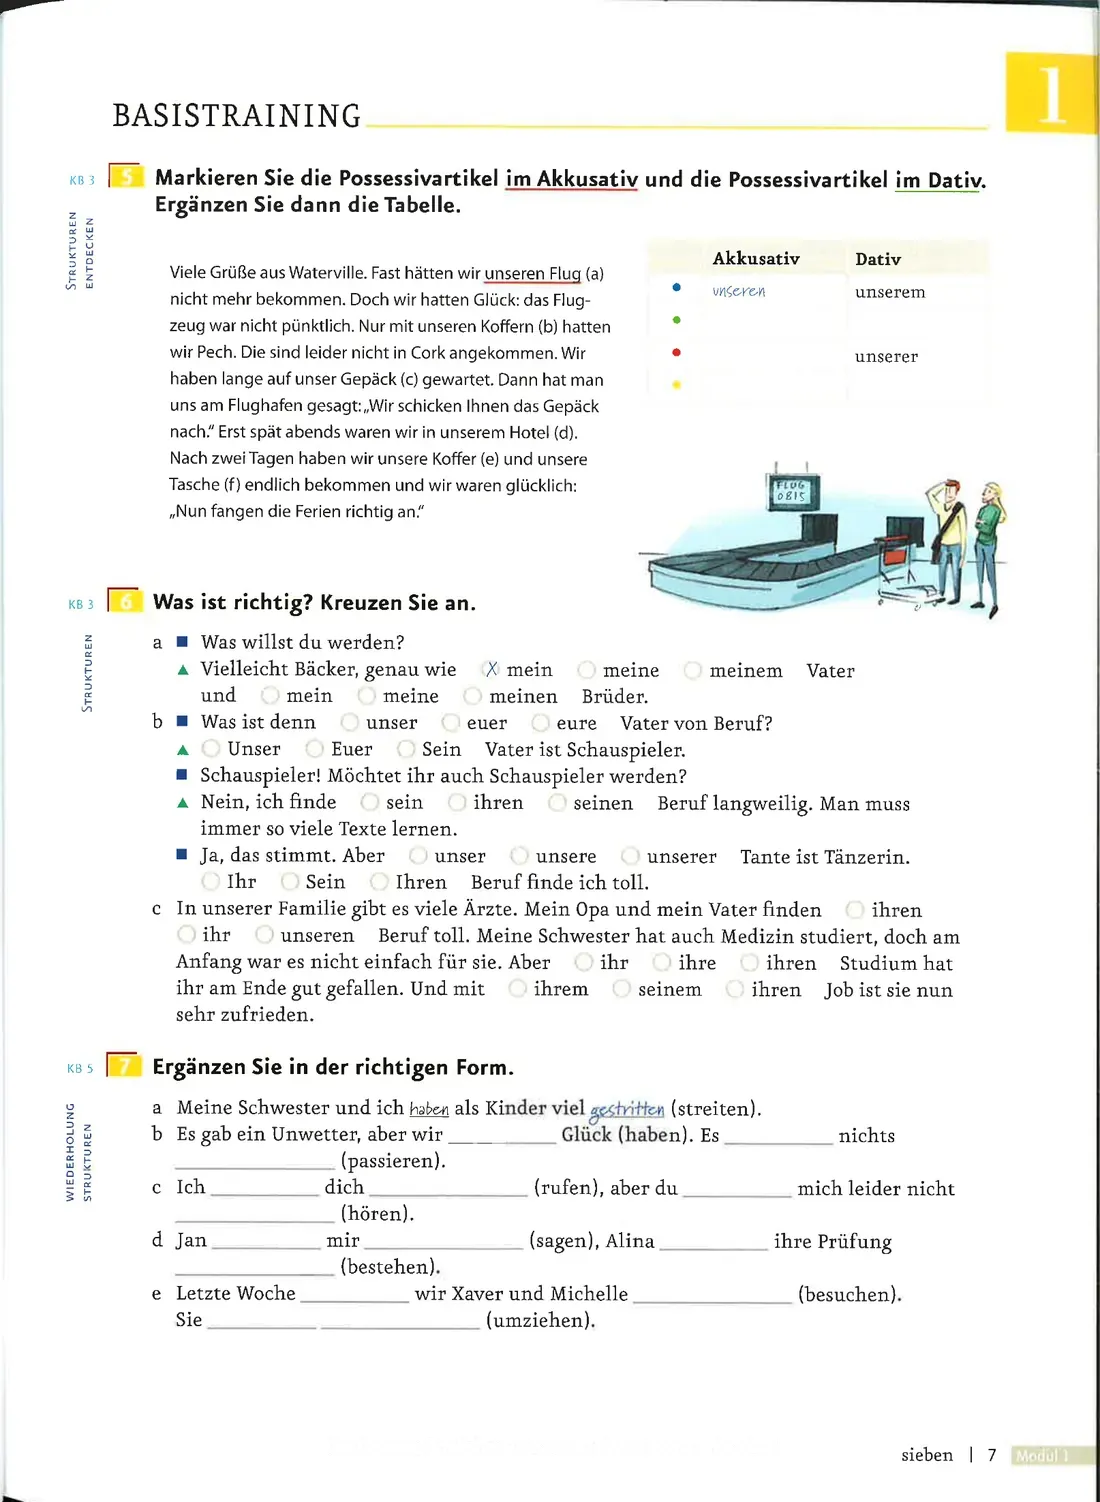 1
BASISTRAINING
KB 3 5 Markieren Sie die Possessivartikel im Akkusativ und die Possessivartikel im Dativ.
Ergänzen Sie dann die Tabelle.
STRUKTUREN
ENTDECKEN
Viele Grüße aus Waterville. Fast hätten wir unseren Flug (a)
nicht mehr bekommen. Doch wir hatten Glück: das Flug-
zeug war nicht pünktlich. Nur mit unseren Koffern (b) hatten
wir Pech. Die sind leider nicht in Cork angekommen. Wir
haben lange auf unser Gepäck (c) gewartet. Dann hat man
uns am Flughafen gesagt: „Wir schicken Ihnen das Gepäck
nach.“ Erst spät abends waren wir in unserem Hotel (d).
Nach zwei Tagen haben wir unsere Koffer (e) und unsere
Tasche (f) endlich bekommen und wir waren glücklich:
„Nun fangen die Ferien richtig an.“
Akkusativ Dativ
unseren unserem
unserer
FLUG
0815
KB 3 6 Was ist richtig? Kreuzen Sie an.
STRUKTUREN
a ■ Was willst du werden?
▲ Vielleicht Bäcker, genau wie X mein ○ meine ○ meinem Vater
und ○ mein ○ meine ○ meinen Brüder.
b ■ Was ist denn ○ unser ○ euer ○ eure Vater von Beruf?
▲ ○ Unser ○ Euer ○ Sein Vater ist Schauspieler.
■ Schauspieler! Möchtet ihr auch Schauspieler werden?
▲ Nein, ich finde ○ sein ○ ihren ○ seinen Beruf langweilig. Man muss
immer so viele Texte lernen.
■ Ja, das stimmt. Aber ○ unser ○ unsere ○ unserer Tante ist Tänzerin.
○ Ihr ○ Sein ○ Ihren Beruf finde ich toll.
c In unserer Familie gibt es viele Ärzte. Mein Opa und mein Vater finden ○ ihren
○ ihr ○ unseren Beruf toll. Meine Schwester hat auch Medizin studiert, doch am
Anfang war es nicht einfach für sie. Aber ○ ihr ○ ihre ○ ihren Studium hat
ihr am Ende gut gefallen. Und mit ○ ihrem ○ seinem ○ ihren Job ist sie nun
sehr zufrieden.
KB 5 7 Ergänzen Sie in der richtigen Form.
WIEDERHOLUNG
STRUKTUREN
a Meine Schwester und ich haben als Kinder viel gestritten (streiten).
b Es gab ein Unwetter, aber wir __________ Glück (haben). Es __________ nichts
_______________ (passieren).
c Ich __________ dich _______________ (rufen), aber du __________ mich leider nicht
_______________ (hören).
d Jan __________ mir _______________ (sagen), Alina __________ ihre Prüfung
_______________ (bestehen).
e Letzte Woche __________ wir Xaver und Michelle _______________ (besuchen).
Sie __________ _______________ (umziehen).
sieben | 7 Modul 1